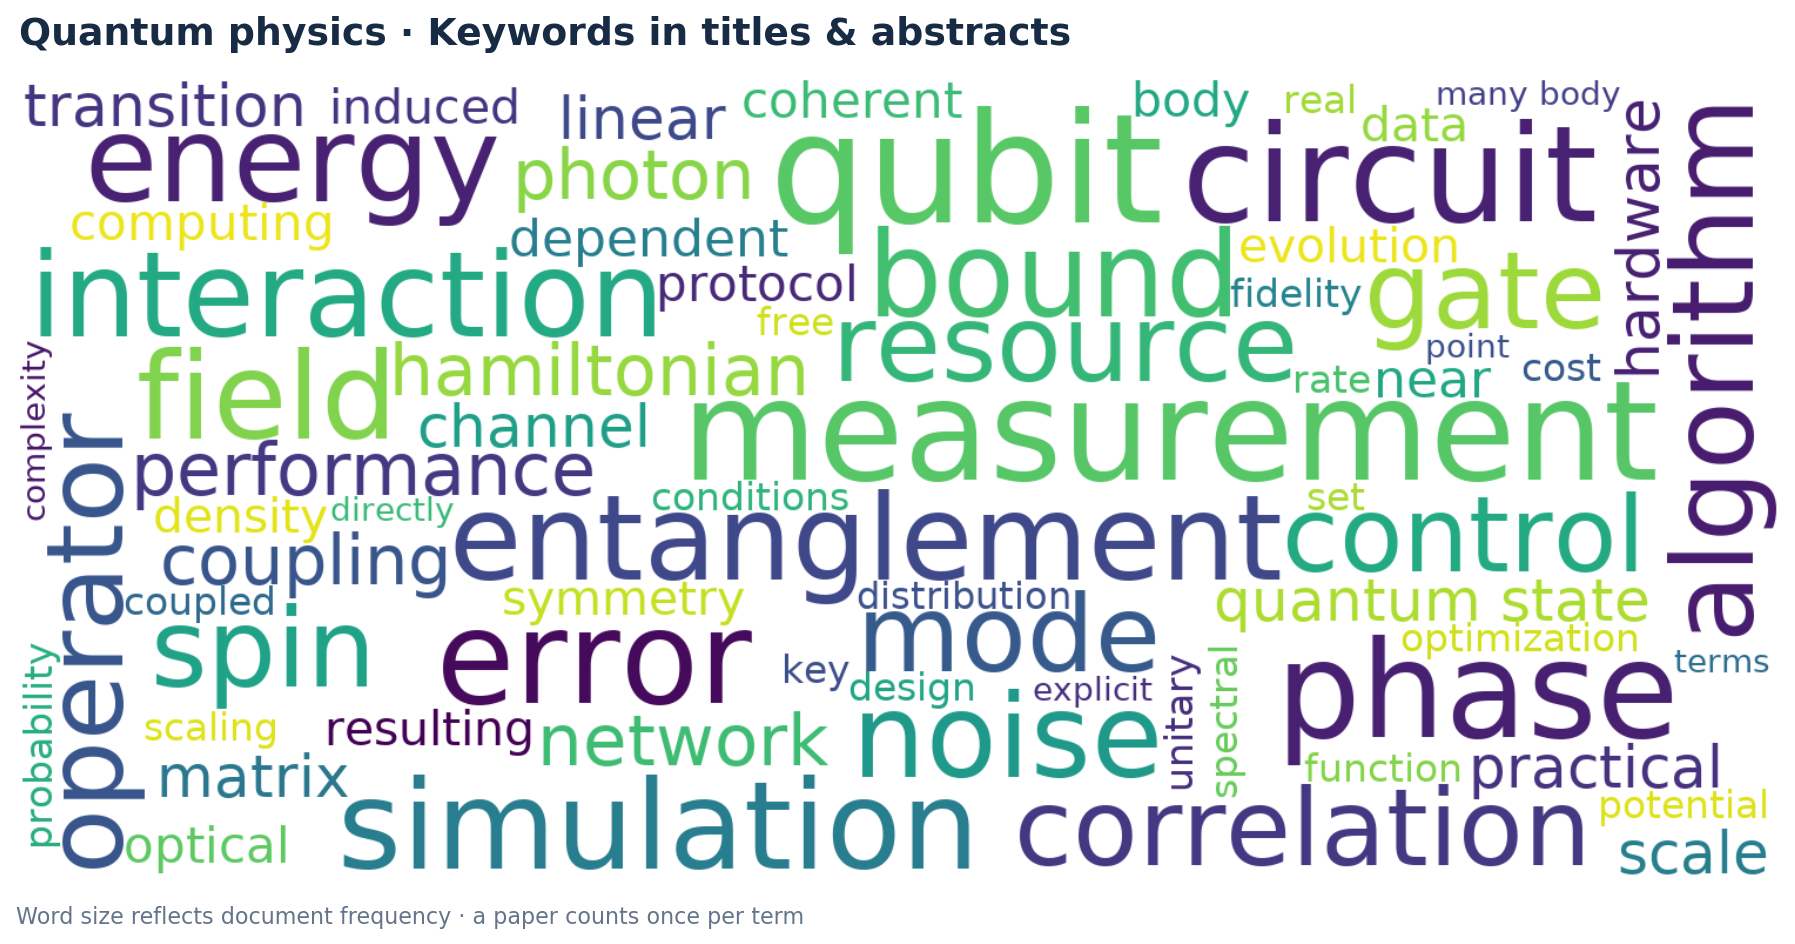 Quantum physics · Keywords in titles & abstracts
transition
induced
linear
coherent
body
real
many body
data
energy
photon
qubit
circuit
hardware
algorithm
computing
dependent
evolution
interaction
protocol
bound
fidelity
gate
free
resource
point
cost
complexity
field
hamiltonian
rate
near
channel
measurement
operator
performance
conditions
set
density
directly
entanglement
control
coupling
coupled
symmetry
distribution
quantum state
spin
error
mode
optimization
probability
key
design
explicit
unitary
spectral
phase
terms
scaling
resulting
network
noise
function
practical
matrix
simulation
correlation
potential
optical
scale
Word size reflects document frequency · a paper counts once per term